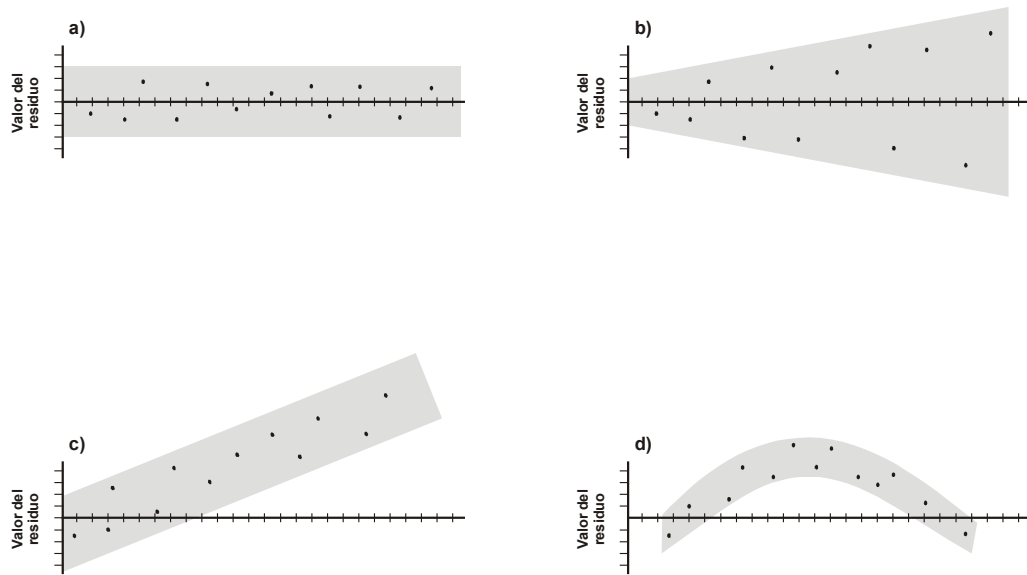 a)
Valor del
residuo
b)
Valor del
residuo
c)
Valor del
residuo
d)
Valor del
residuo